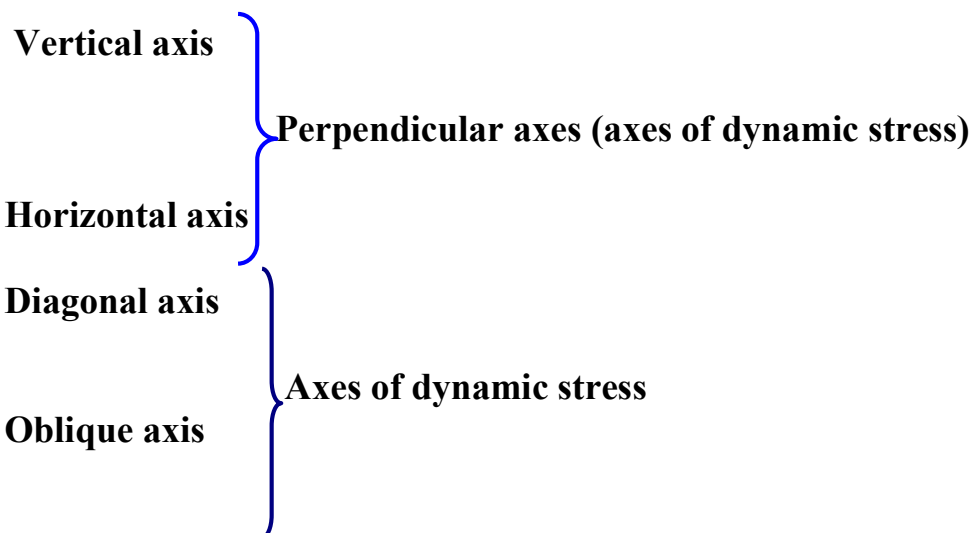 Vertical axis
Perpendicular axes (axes of dynamic stress)
Horizontal axis
Diagonal axis
Axes of dynamic stress
Oblique axis